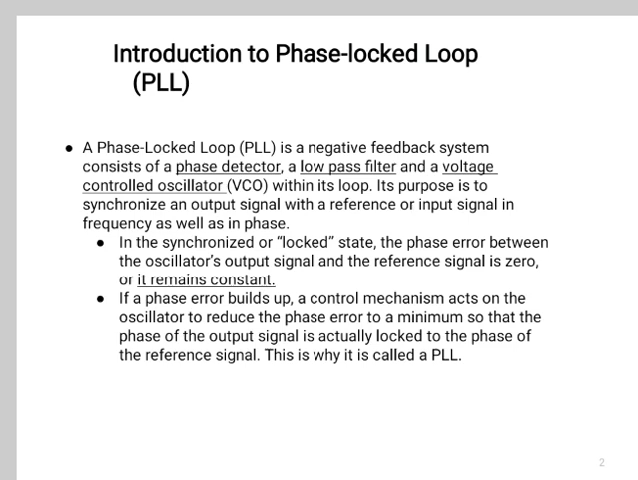 Introduction to Phase-locked Loop
(PLL)
● A Phase-Locked Loop (PLL) is a negative feedback system
consists of a phase detector, a low pass filter and a voltage
controlled oscillator (VCO) within its loop. Its purpose is to
synchronize an output signal with a reference or input signal in
frequency as well as in phase.
● In the synchronized or “locked” state, the phase error between
the oscillator’s output signal and the reference signal is zero,
or it remains constant.
● If a phase error builds up, a control mechanism acts on the
oscillator to reduce the phase error to a minimum so that the
phase of the output signal is actually locked to the phase of
the reference signal. This is why it is called a PLL.
2